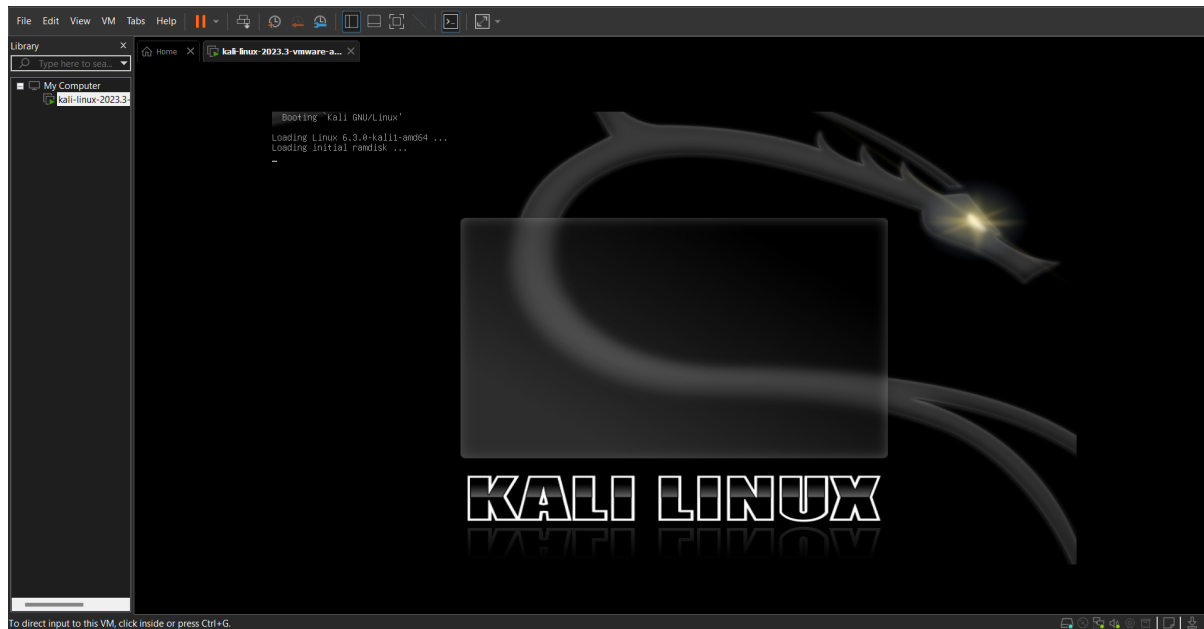 File Edit View VM Tabs Help
Library X
Type here to sea...
My Computer
kali-linux-2023.3-
Home
kali-linux-2023.3-vmware-a...
Booting `Kali GNU/Linux'
Loading Linux 6.3.0-kali1-amd64 ...
Loading initial ramdisk ...
KALI LINUX
To direct input to this VM, click inside or press Ctrl+G.